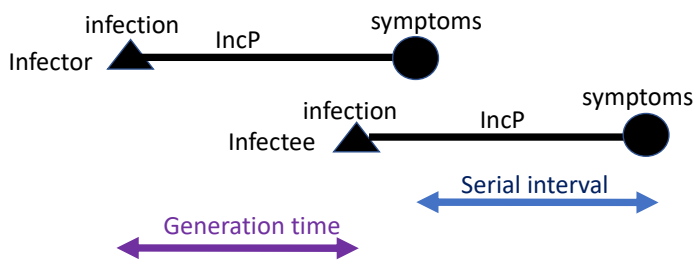 infection
IncP
symptoms
Infector
infection
IncP
symptoms
Infectee
Serial interval
Generation time